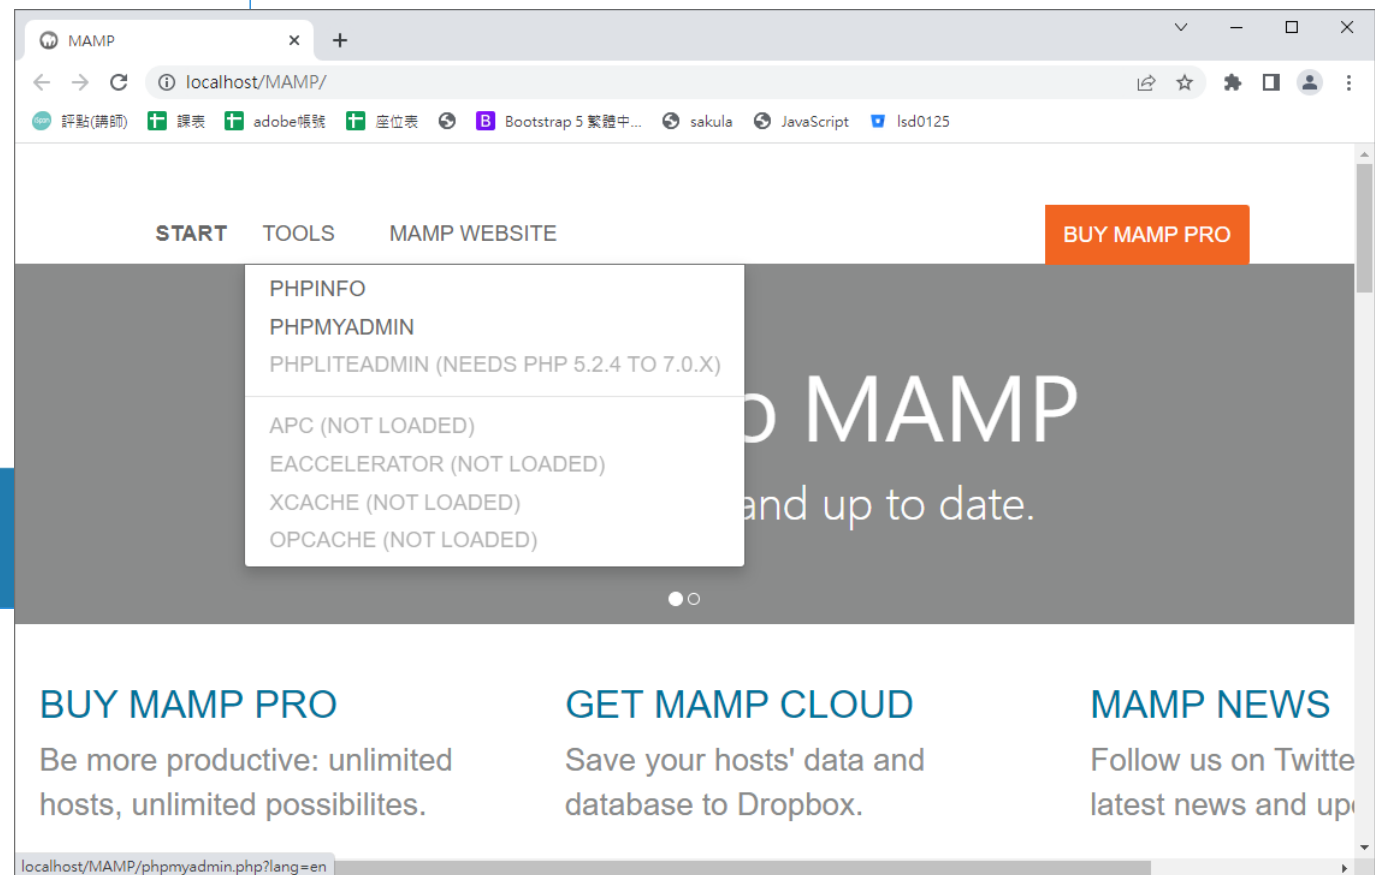 MAMP
localhost/MAMP/
評點(講師) 課表 adobe帳號 座位表 B Bootstrap 5 繁體中... sakula JavaScript lsd0125
START TOOLS MAMP WEBSITE BUY MAMP PRO
PHPINFO
PHPMYADMIN
PHPLITEADMIN (NEEDS PHP 5.2.4 TO 7.0.X)
APC (NOT LOADED)
EACCELERATOR (NOT LOADED)
XCACHE (NOT LOADED)
OPCACHE (NOT LOADED)
MAMP
and up to date.
BUY MAMP PRO
Be more productive: unlimited
hosts, unlimited possibilites.
GET MAMP CLOUD
Save your hosts' data and
database to Dropbox.
MAMP NEWS
Follow us on Twitte
latest news and up
localhost/MAMP/phpmyadmin.php?lang=en